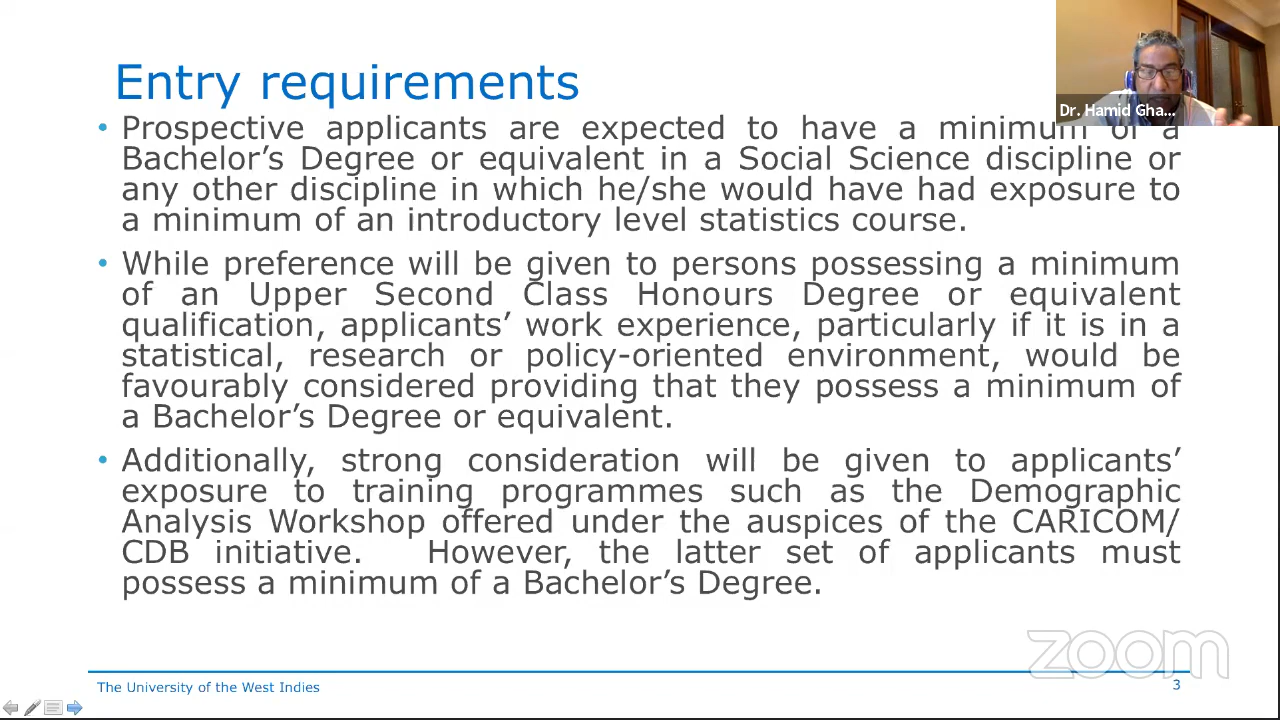 Entry requirements
Dr. Hamid Gha...
• Prospective applicants are expected to have a minimum of a
Bachelor’s Degree or equivalent in a Social Science discipline or
any other discipline in which he/she would have had exposure to
a minimum of an introductory level statistics course.
• While preference will be given to persons possessing a minimum
of an Upper Second Class Honours Degree or equivalent
qualification, applicants’ work experience, particularly if it is in a
statistical, research or policy-oriented environment, would be
favourably considered providing that they possess a minimum of
a Bachelor’s Degree or equivalent.
• Additionally, strong consideration will be given to applicants’
exposure to training programmes such as the Demographic
Analysis Workshop offered under the auspices of the CARICOM/
CDB initiative. However, the latter set of applicants must
possess a minimum of a Bachelor’s Degree.
zoom
The University of the West Indies
3